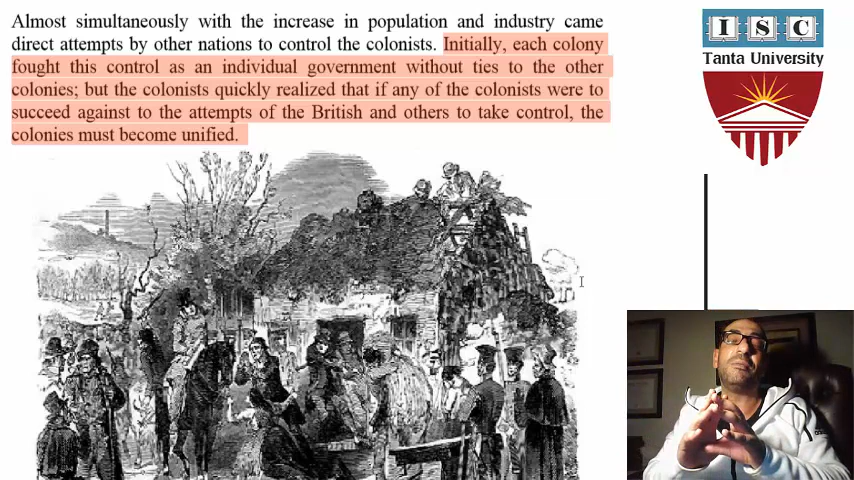 Almost simultaneously with the increase in population and industry came
direct attempts by other nations to control the colonists. Initially, each colony
fought this control as an individual government without ties to the other
colonies; but the colonists quickly realized that if any of the colonists were to
succeed against to the attempts of the British and others to take control, the
colonies must become unified.
I S C
Tanta University